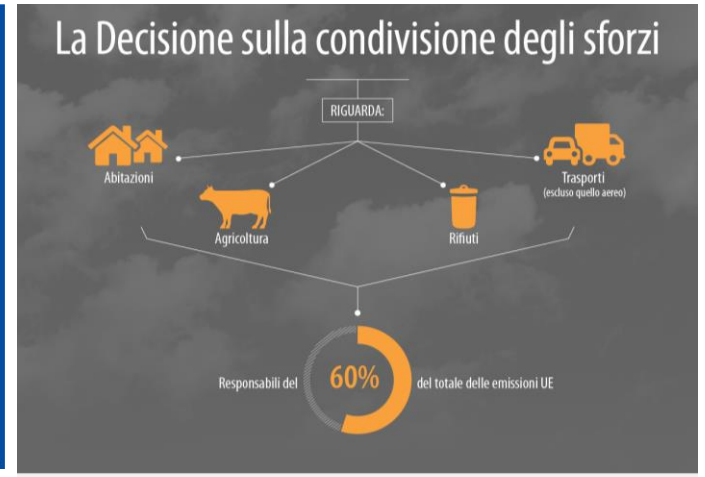 La Decisione sulla condivisione degli sforzi
RIGUARDA:
Abitazioni
Trasporti
(escluso quello aereo)
Agricoltura
Rifiuti
Responsabili del 60% del totale delle emissioni UE